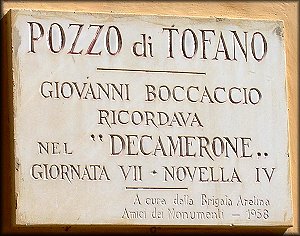 POZZO di TOFANO
GIOVANNI BOCCACCIO
RICORDAVA
NEL "DECAMERONE„
GIORNATA VII • NOVELLA IV
A cura della Brigata Aretina
Amici dei Monumenti – 1958